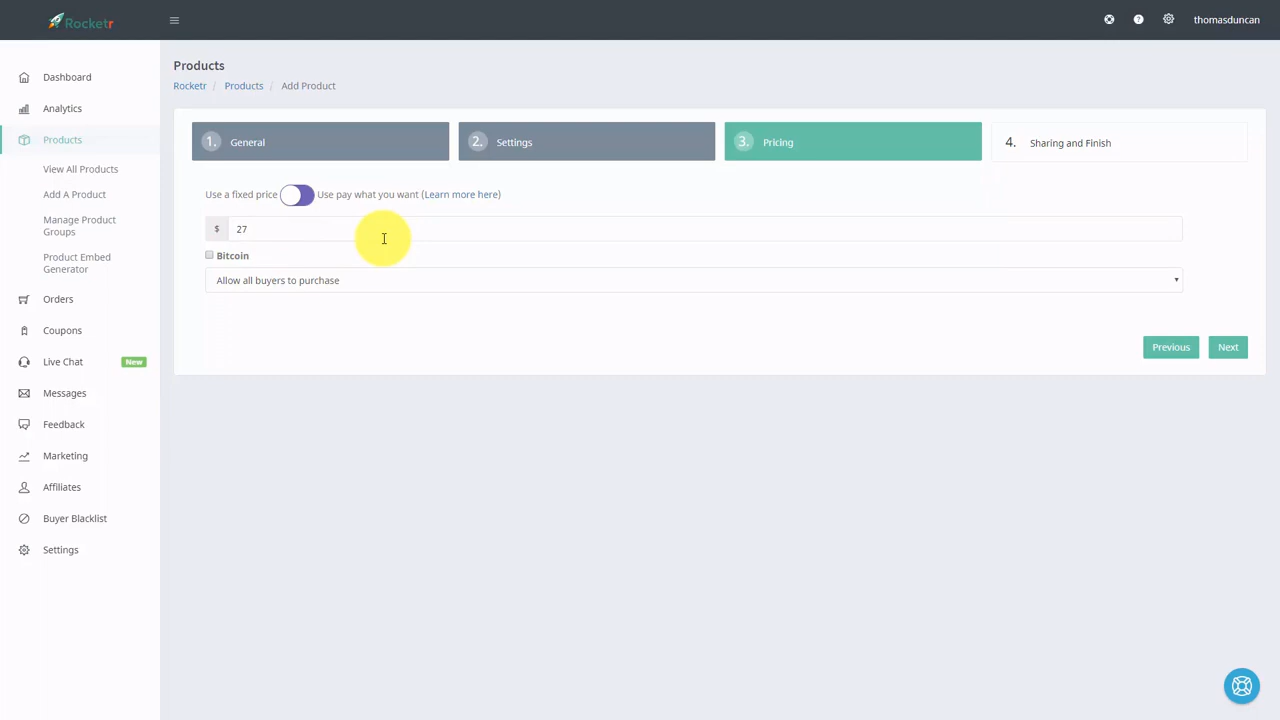 Rocketr
thomasduncan
Dashboard
Analytics
Products
View All Products
Add A Product
Manage Product
Groups
Product Embed
Generator
Orders
Coupons
Live Chat New
Messages
Feedback
Marketing
Affiliates
Buyer Blacklist
Settings
Products
Rocketr / Products / Add Product
1. General
2. Settings
3. Pricing
4. Sharing and Finish
Use a fixed price Use pay what you want (Learn more here)
$ 27
Bitcoin
Allow all buyers to purchase
Previous Next